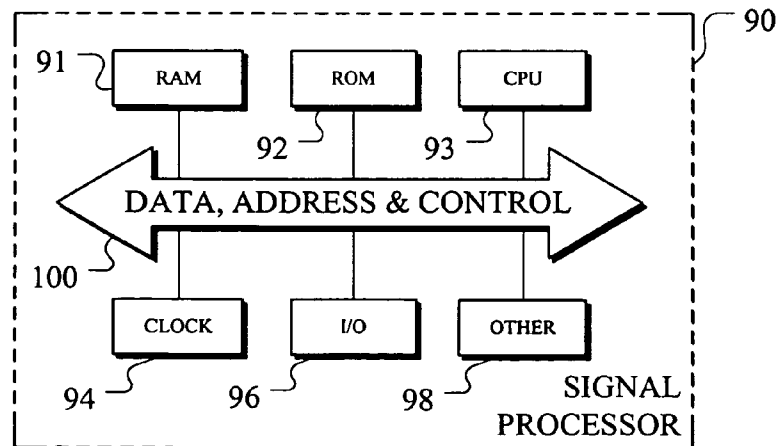 90
91
RAM
ROM
CPU
92
93
DATA, ADDRESS & CONTROL
100
CLOCK
I/O
OTHER
94
96
98
SIGNAL
PROCESSOR